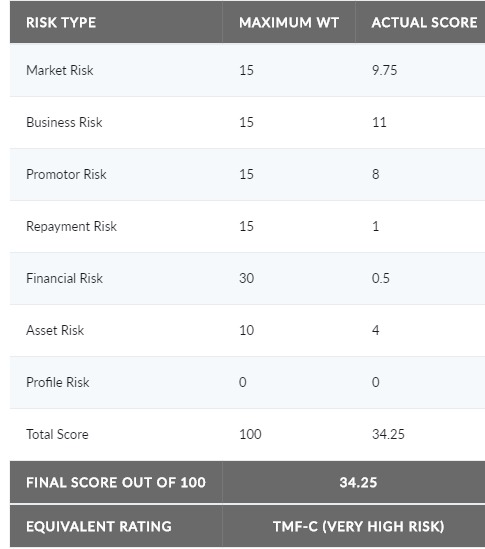 RISK TYPE MAXIMUM WT ACTUAL SCORE
Market Risk 15 9.75
Business Risk 15 11
Promotor Risk 15 8
Repayment Risk 15 1
Financial Risk 30 0.5
Asset Risk 10 4
Profile Risk 0 0
Total Score 100 34.25
FINAL SCORE OUT OF 100 34.25
EQUIVALENT RATING TMF-C (VERY HIGH RISK)